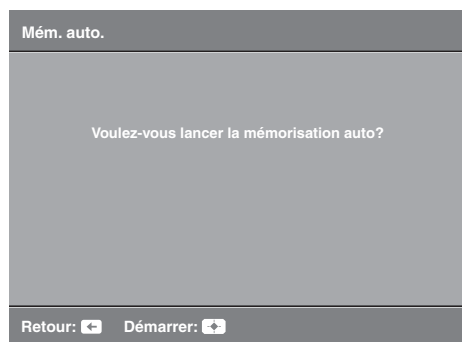 Mém. auto.
Voulez-vous lancer la mémorisation auto?
Retour: Démarrer: